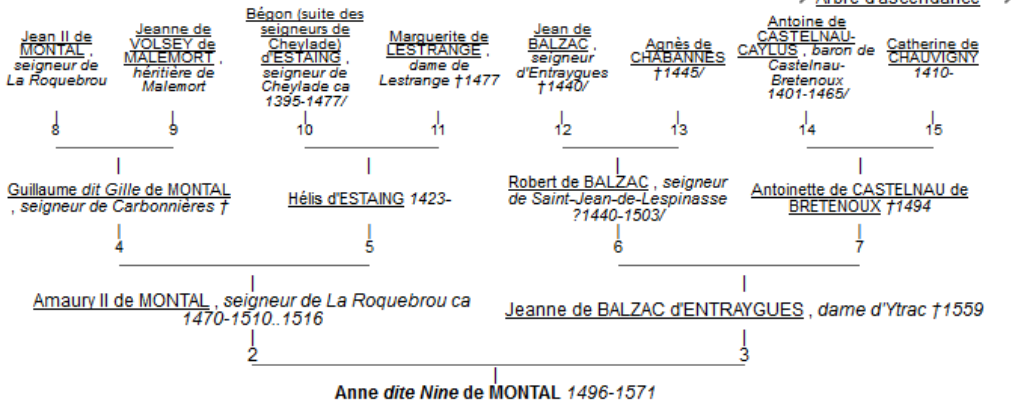 Arbre d'ascendance
Jean II de
MONTAL ,
seigneur de
La Roquebrou
Jeanne de
VOLSEY de
MALEMORT ,
héritière de
Malemort
Bégon (suite des
seigneurs de
Cheylade)
d'ESTAING ,
seigneur de
Cheylade ca
1395-1477/
Marguerite de
LESTRANGE ,
dame de
Lestrange †1477
Jean de
BALZAC ,
seigneur
d'Entraygues
†1440/
Agnès de
CHABANNES
†1445/
Antoine de
CASTELNAU-
CAYLUS , baron de
Castelnau-
Bretenoux
1401-1465/
Catherine de
CHAUVIGNY
1410-
8 9 10 11 12 13 14 15
Guillaume dit Gille de MONTAL
, seigneur de Carbonnières †
Hélis d'ESTAING 1423-
Robert de BALZAC , seigneur
de Saint-Jean-de-Lespinasse
?1440-1503/
Antoinette de CASTELNAU de
BRETENOUX †1494
4 5 6 7
Amaury II de MONTAL , seigneur de La Roquebrou ca
1470-1510..1516
Jeanne de BALZAC d'ENTRAYGUES , dame d'Ytrac †1559
2 3
Anne dite Nine de MONTAL 1496-1571